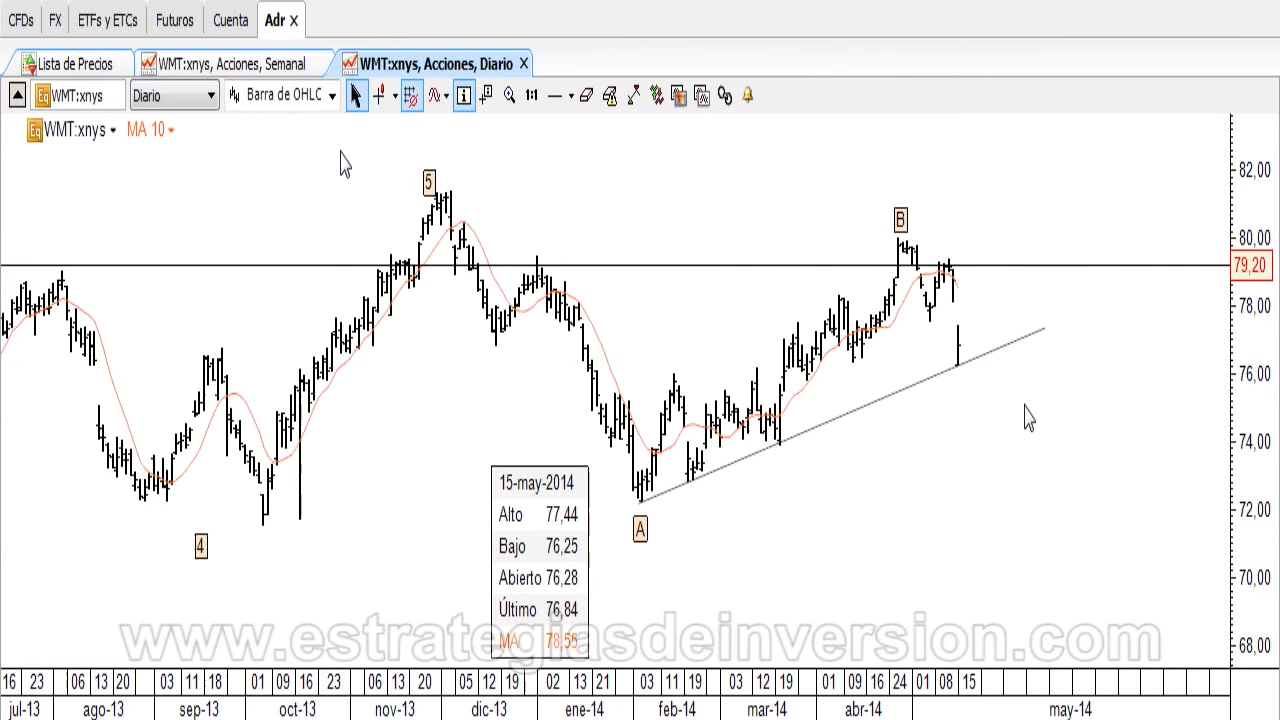 CFDs FX ETFs y ETCs Futuros Cuenta Adr X
Lista de Precios WMT:xnys, Acciones, Semanal WMT:xnys, Acciones, Diario X
Eq WMT:xnys Diario Barra de OHLC 1:1
Eq WMT:xnys MA 10
82,00
5
B
80,00
79,20
78,00
76,00
74,00
15-may-2014
Alto 77,44
72,00
A
Bajo 76,25
4
Abierto 76,28
70,00
Último 76,84
MA 78,56
www.estrategiasdeinversion.com
68,00
16 23 06 13 20 03 11 18 01 09 16 23 06 13 20 05 12 19 02 13 21 03 11 19 03 12 19 01 09 16 24 01 08 15
jul-13 ago-13 sep-13 oct-13 nov-13 dic-13 ene-14 feb-14 mar-14 abr-14 may-14